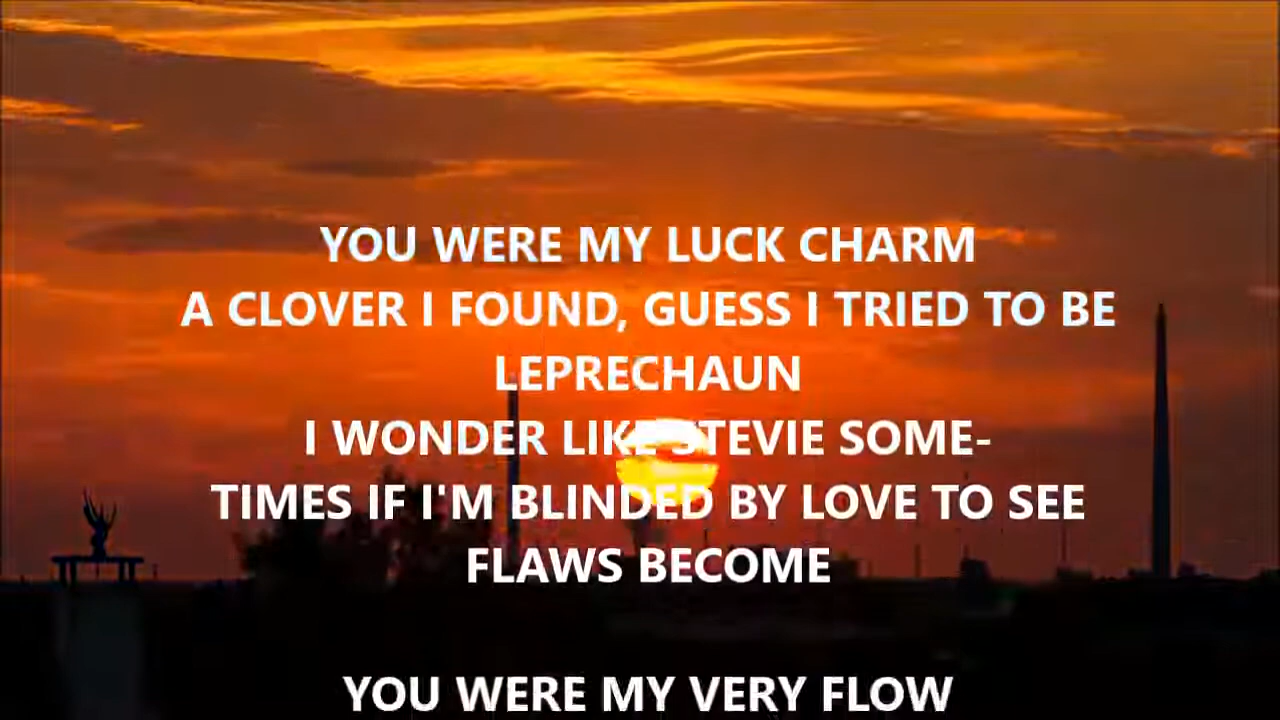 YOU WERE MY LUCK CHARM
A CLOVER I FOUND, GUESS I TRIED TO BE
LEPRECHAUN
I WONDER LIKE STEVIE SOME-
TIMES IF I'M BLINDED BY LOVE TO SEE
FLAWS BECOME
YOU WERE MY VERY FLOW